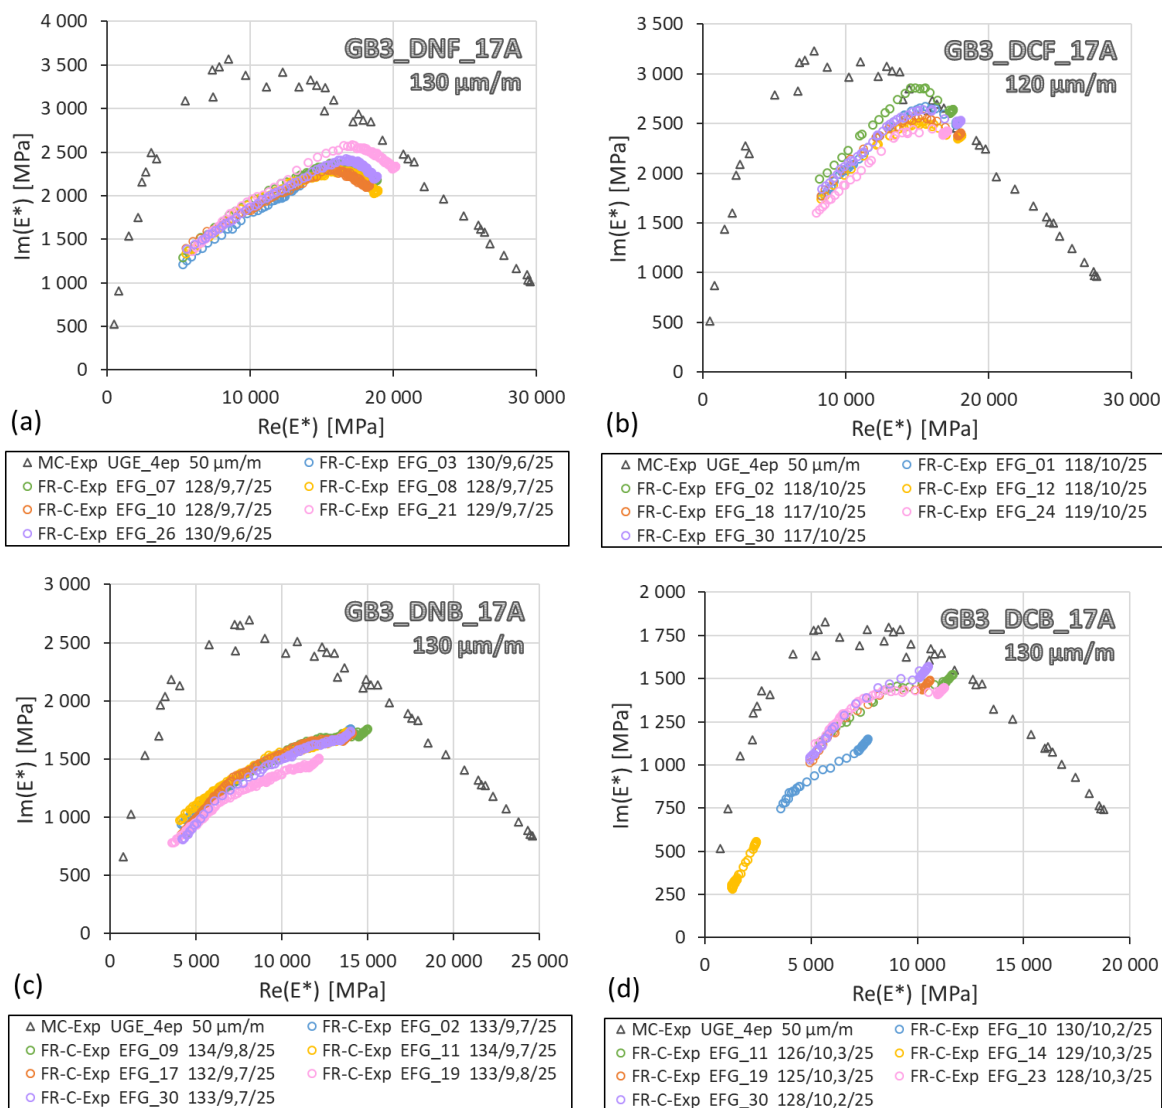 GB3_DNF_17A
130 µm/m
Im(E*) [MPa]
4 000
3 500
3 000
2 500
2 000
1 500
1 000
500
0
0 10 000 20 000 30 000
Re(E*) [MPa]
(a)
MC-Exp UGE_4ep 50 µm/m
FR-C-Exp EFG_03 130/9,6/25
FR-C-Exp EFG_07 128/9,7/25
FR-C-Exp EFG_08 128/9,7/25
FR-C-Exp EFG_10 128/9,7/25
FR-C-Exp EFG_21 129/9,7/25
FR-C-Exp EFG_26 130/9,6/25
GB3_DCF_17A
120 µm/m
Im(E*) [MPa]
3 500
3 000
2 500
2 000
1 500
1 000
500
0
0 10 000 20 000 30 000
Re(E*) [MPa]
(b)
MC-Exp UGE_4ep 50 µm/m
FR-C-Exp EFG_01 118/10/25
FR-C-Exp EFG_02 118/10/25
FR-C-Exp EFG_12 118/10/25
FR-C-Exp EFG_18 117/10/25
FR-C-Exp EFG_24 119/10/25
FR-C-Exp EFG_30 117/10/25
GB3_DNB_17A
130 µm/m
Im(E*) [MPa]
3 000
2 500
2 000
1 500
1 000
500
0
0 5 000 10 000 15 000 20 000 25 000
Re(E*) [MPa]
(c)
MC-Exp UGE_4ep 50 µm/m
FR-C-Exp EFG_02 133/9,7/25
FR-C-Exp EFG_09 134/9,8/25
FR-C-Exp EFG_11 134/9,7/25
FR-C-Exp EFG_17 132/9,7/25
FR-C-Exp EFG_19 133/9,8/25
FR-C-Exp EFG_30 133/9,7/25
GB3_DCB_17A
130 µm/m
Im(E*) [MPa]
2 000
1 750
1 500
1 250
1 000
750
500
250
0
0 5 000 10 000 15 000 20 000
Re(E*) [MPa]
(d)
MC-Exp UGE_4ep 50 µm/m
FR-C-Exp EFG_10 130/10,2/25
FR-C-Exp EFG_11 126/10,3/25
FR-C-Exp EFG_14 129/10,3/25
FR-C-Exp EFG_19 125/10,3/25
FR-C-Exp EFG_23 128/10,3/25
FR-C-Exp EFG_30 128/10,2/25